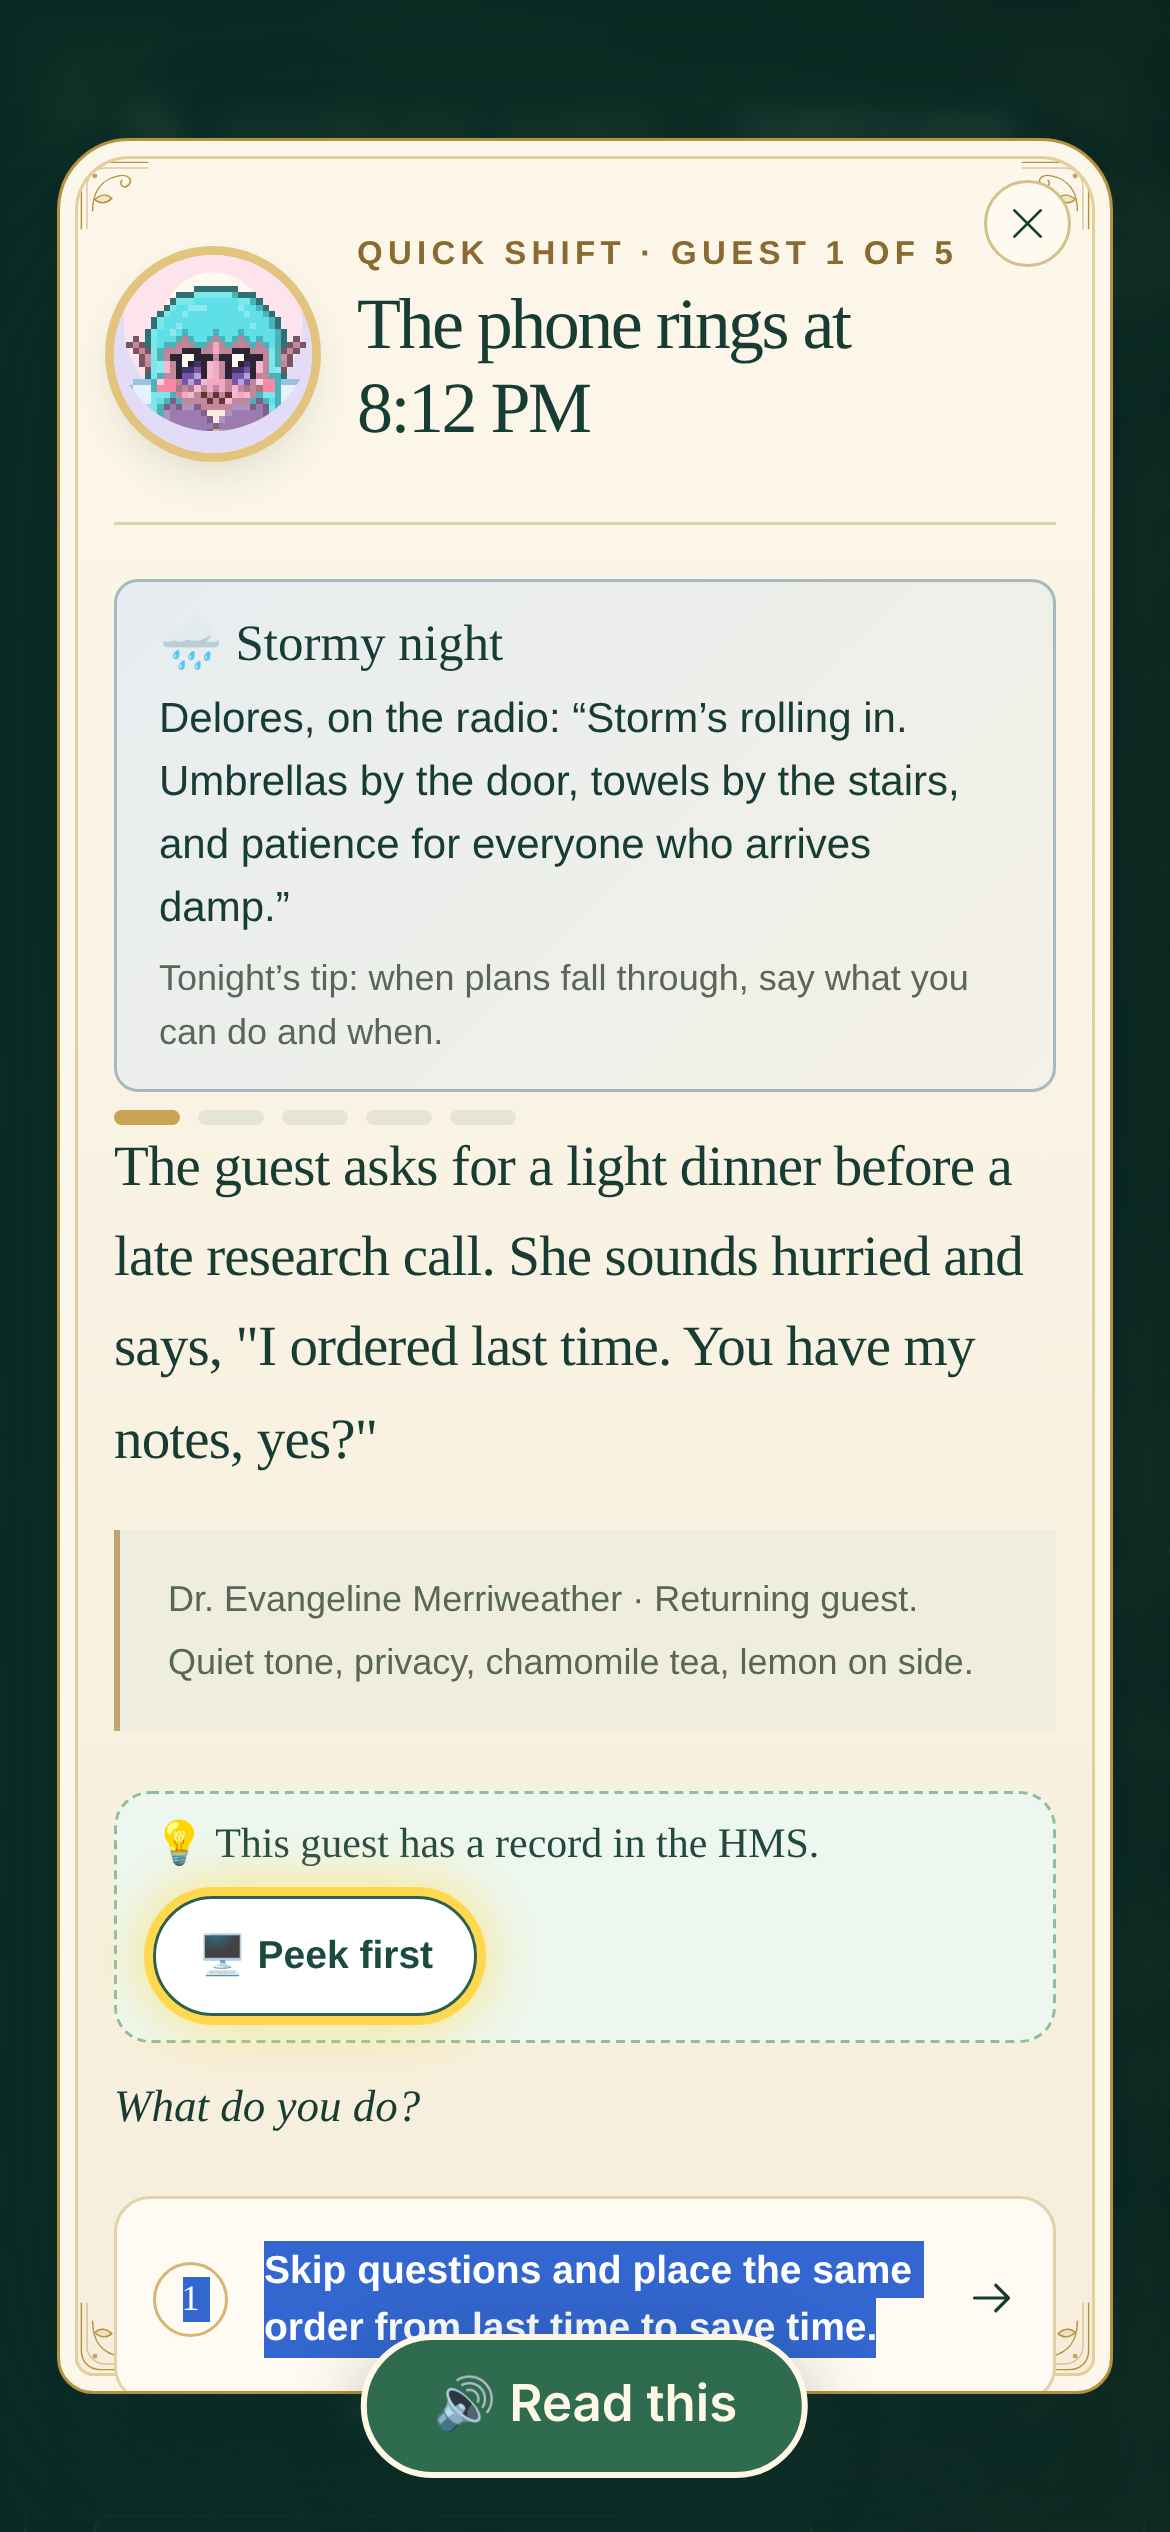 QUICK SHIFT · GUEST 1 OF 5
The phone rings at
8:12 PM
Stormy night
Delores, on the radio: “Storm’s rolling in.
Umbrellas by the door, towels by the stairs,
and patience for everyone who arrives
damp.”
Tonight’s tip: when plans fall through, say what you
can do and when.
The guest asks for a light dinner before a
late research call. She sounds hurried and
says, "I ordered last time. You have my
notes, yes?"
Dr. Evangeline Merriweather · Returning guest.
Quiet tone, privacy, chamomile tea, lemon on side.
This guest has a record in the HMS.
Peek first
What do you do?
1
Skip questions and place the same
order from last time to save time.
Read this